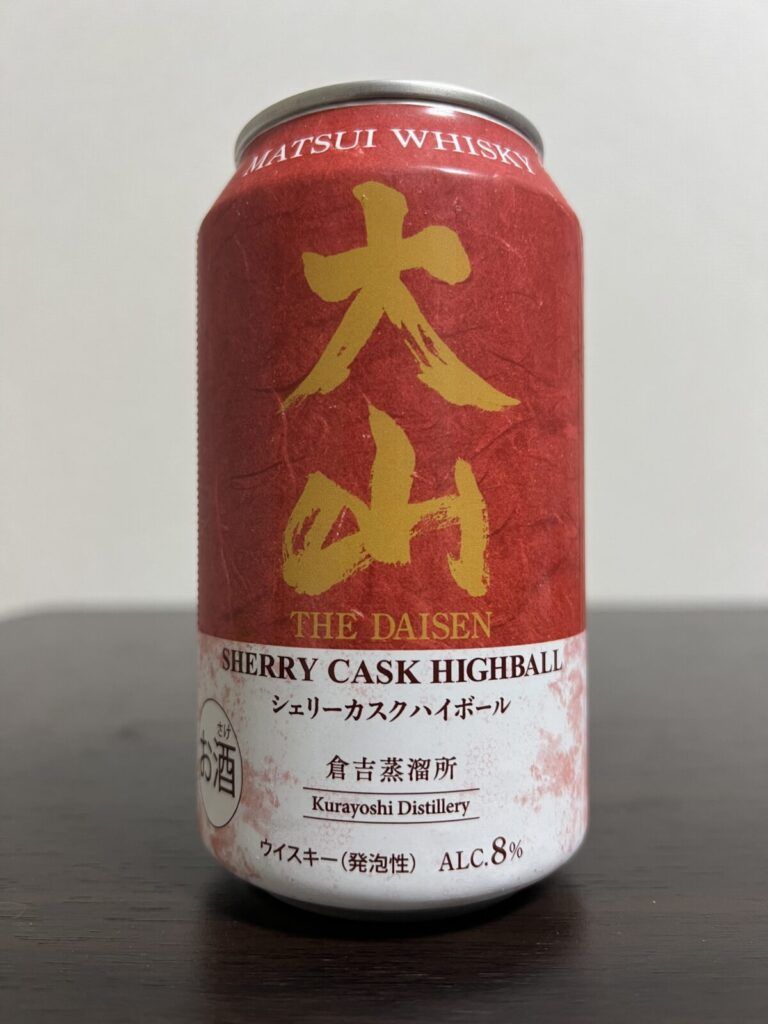 MATSUI WHISKY
大山
THE DAISEN
SHERRY CASK HIGHBALL
シェリーカスクハイボール
倉吉蒸溜所
Kurayoshi Distillery
さけ
お酒
ウイスキー(発泡性) ALC.8%